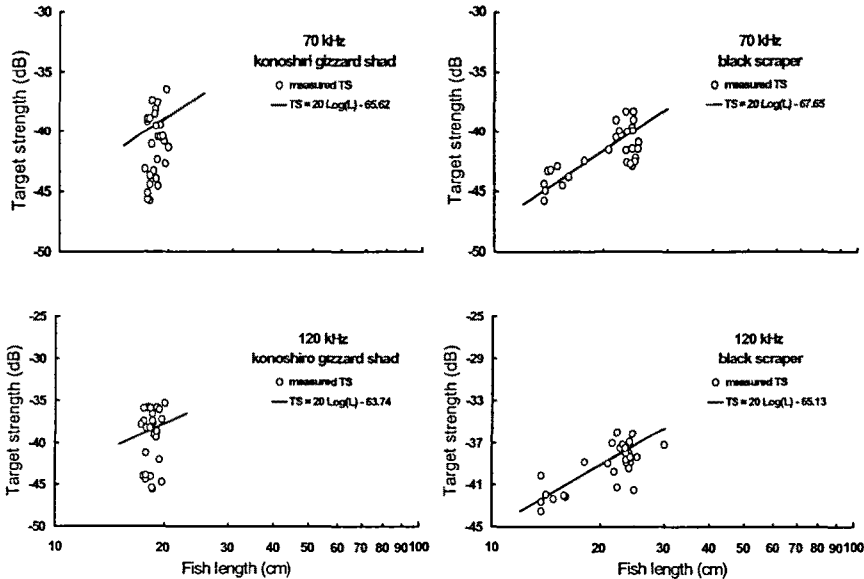 -30
-35
-40
-45
-50
Target strength (dB)
70 kHz
konoshiri gizzard shad
measured TS
TS = 20 Log(L) - 65.62
10
100
-30
-35
-40
-45
-50
Target strength (dB
70 kHz
black scraper
measured TS
TS = 20 Log(L) - 67.65
10
100
-25
-30
-35
-40
-45
-50
Target strength (dB)
120 kHz
konoshiro gizzard shad
measured TS
TS = 20 Log(L) - 63.74
10 20 30 40 50 60 70 8090100
Fish length (cm)
-25
-29
-33
-37
-41
-45
Target strength (dB)
120 kHz
black scraper
measured TS
TS = 20 Log(L) - 65.13
10 20 30 40 50 60 70 8090100
Fish length (cm)